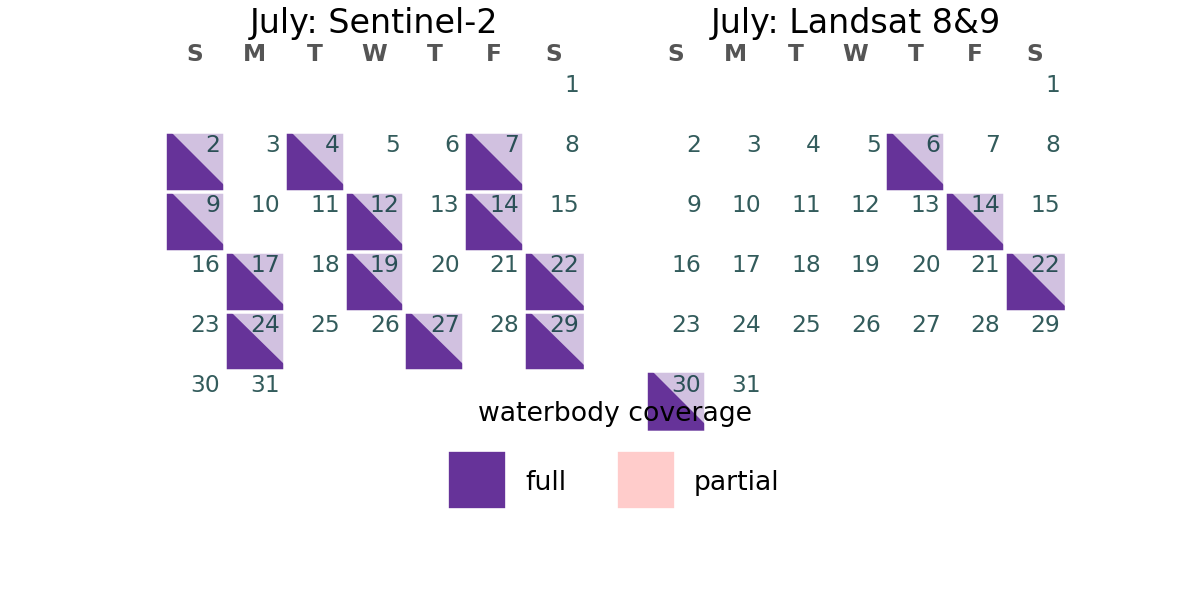 July: Sentinel-2
S M T W T F S
1
2 3 4 5 6 7 8
9 10 11 12 13 14 15
16 17 18 19 20 21 22
23 24 25 26 27 28 29
30 31
July: Landsat 8&9
S M T W T F S
1
2 3 4 5 6 7 8
9 10 11 12 13 14 15
16 17 18 19 20 21 22
23 24 25 26 27 28 29
30 31
waterbody coverage
full partial